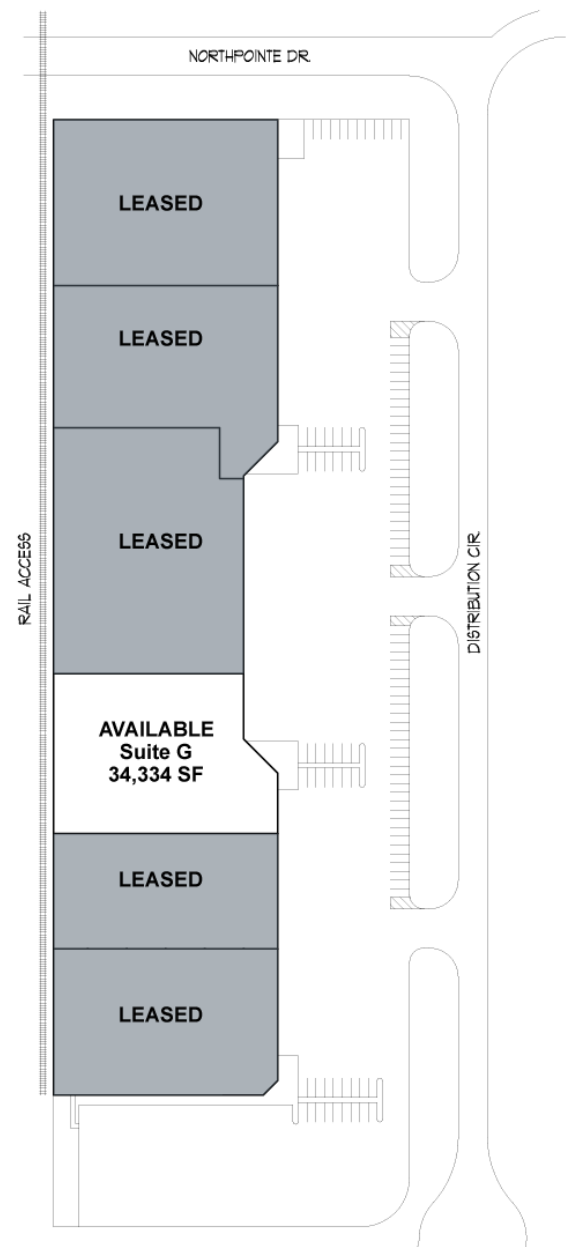 NORTHPOINTE DR.
LEASED
LEASED
LEASED
RAIL ACCESS
DISTRIBUTION CIR
AVAILABLE
Suite G
34,334 SF
LEASED
LEASED